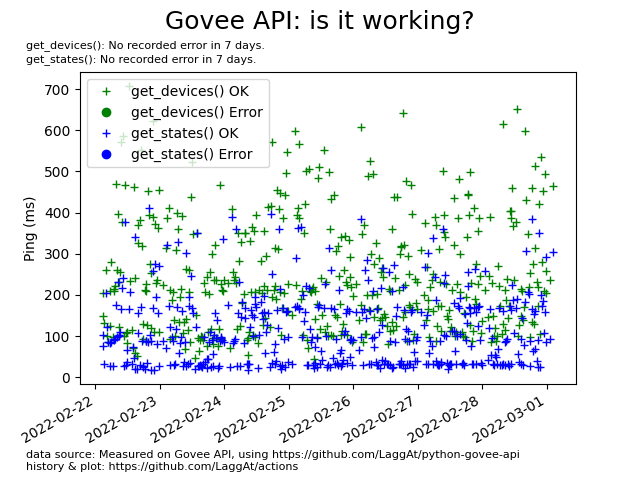 Govee API: is it working?
get_devices(): No recorded error in 7 days.
get_states(): No recorded error in 7 days.
get_devices() OK
get_devices() Error
get_states() OK
get_states() Error
700
600
500
400
300
200
100
0
Ping (ms)
2022-02-22
2022-02-23
2022-02-24
2022-02-25
2022-02-26
2022-02-27
2022-02-28
2022-03-01
data source: Measured on Govee API, using https://github.com/LaggAt/python-govee-api
history & plot: https://github.com/LaggAt/actions